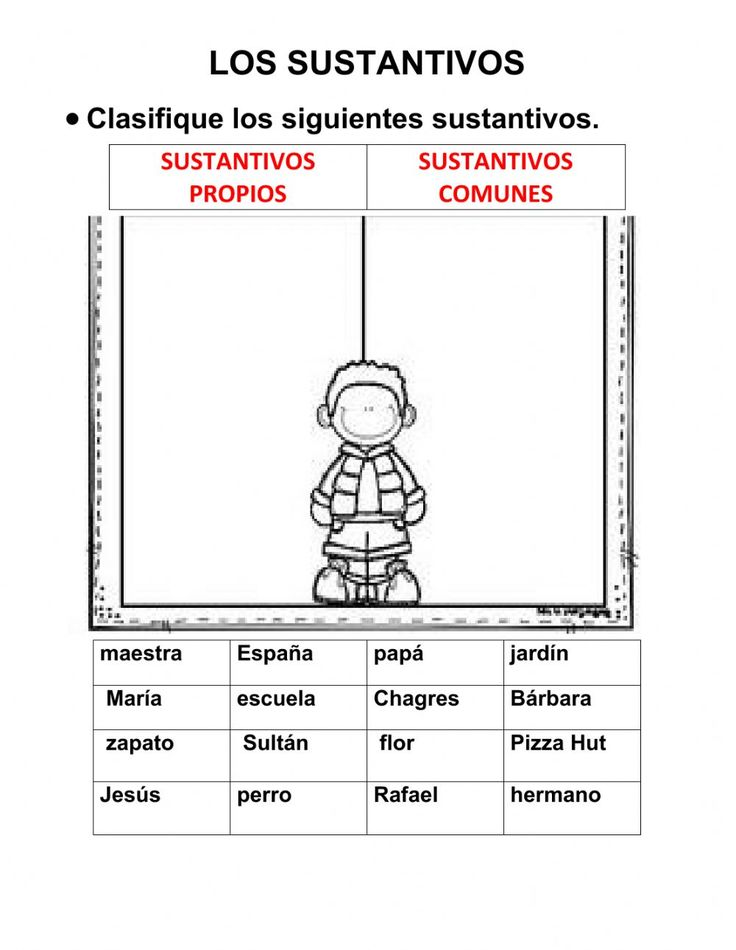 LOS SUSTANTIVOS
• Clasifique los siguientes sustantivos.
SUSTANTIVOS PROPIOS
SUSTANTIVOS COMUNES
maestra España papá jardín
María escuela Chagres Bárbara
zapato Sultán flor Pizza Hut
Jesús perro Rafael hermano